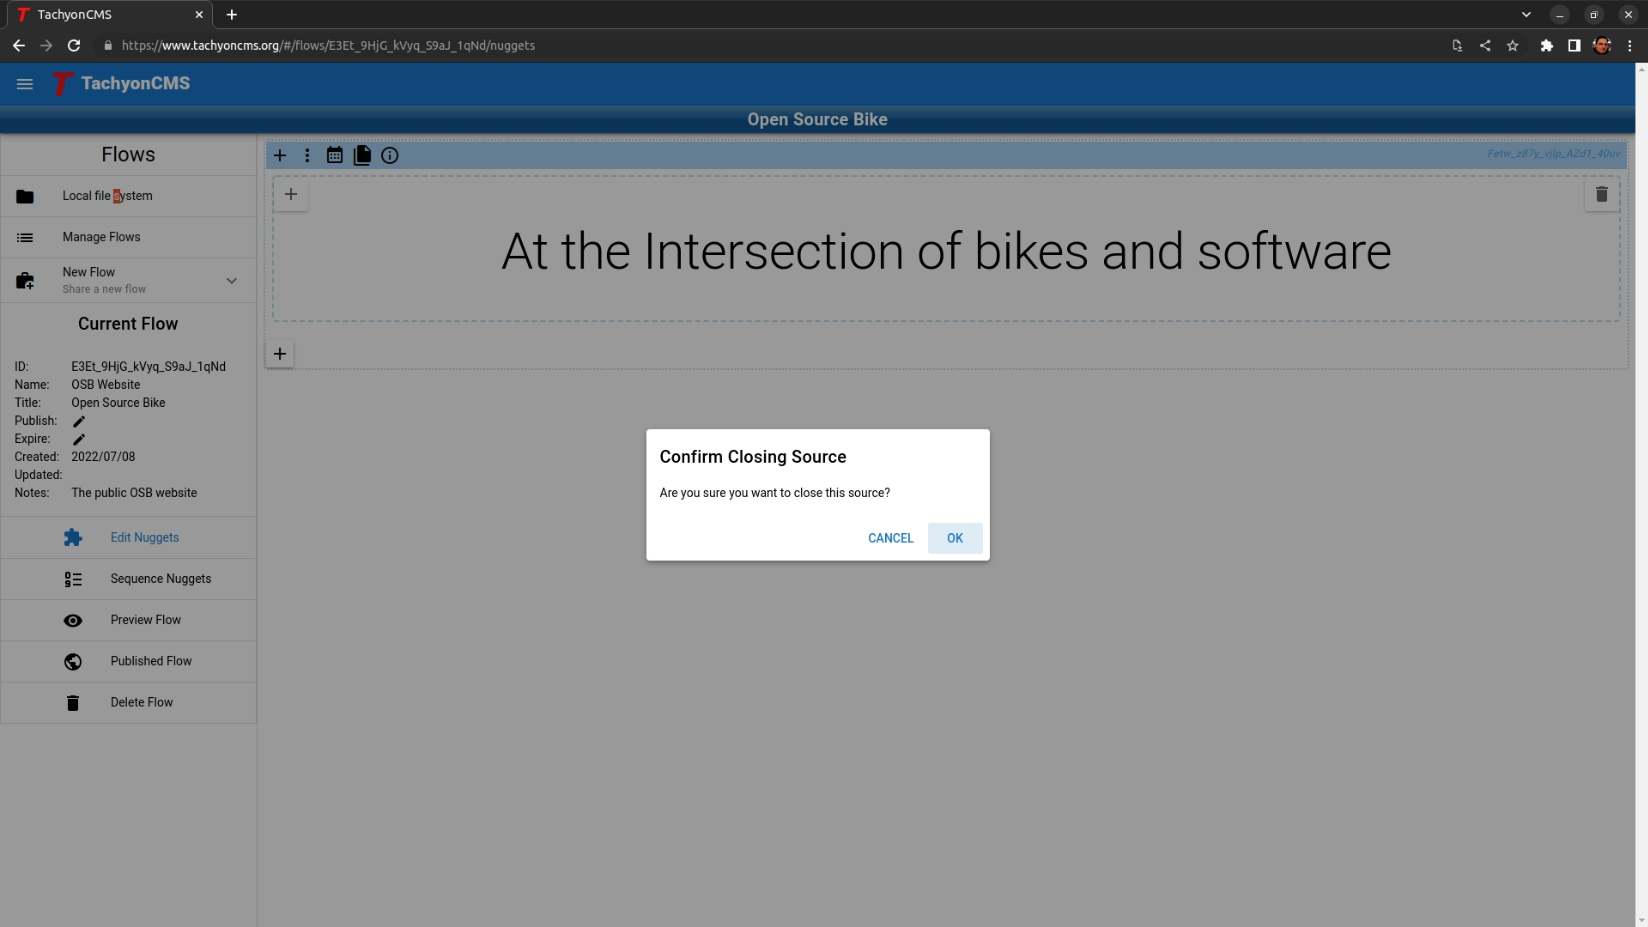 TachyonCMS
https://www.tachyoncms.org/#/flows/E3Et_9HjG_kVyq_S9aJ_1qNd/nuggets
T TachyonCMS
Open Source Bike
Flows
Local file system
Manage Flows
New Flow
Share a new flow
Current Flow
ID: E3Et_9HjG_kVyq_S9aJ_1qNd
Name: OSB Website
Title: Open Source Bike
Publish:
Expire:
Created: 2022/07/08
Updated:
Notes: The public OSB website
Edit Nuggets
Sequence Nuggets
Preview Flow
Published Flow
Delete Flow
Fetw_z87y_vjlp_AZd1_40uv
At the Intersection of bikes and software
Confirm Closing Source
Are you sure you want to close this source?
CANCEL OK